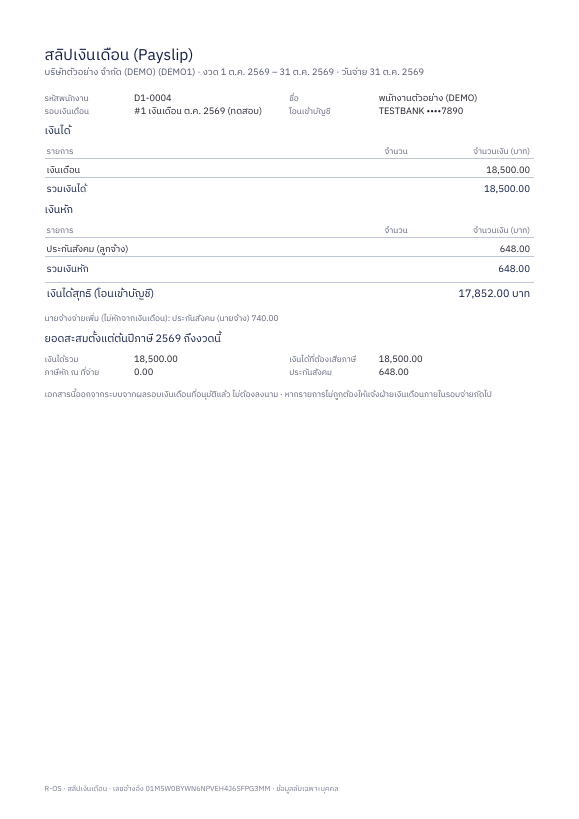 สลิปเงินเดือน (Payslip)
บริษัทตัวอย่าง จำกัด (DEMO) (DEMO1) · งวด 1 ต.ค. 2569 – 31 ต.ค. 2569 · วันจ่าย 31 ต.ค. 2569
รหัสพนักงาน D1-0004 ชื่อ พนักงานตัวอย่าง (DEMO)
รอบเงินเดือน #1 เงินเดือน ต.ค. 2569 (ทดสอบ) โอนเข้าบัญชี TESTBANK ••••7890
เงินได้
รายการ จำนวน จำนวนเงิน (บาท)
เงินเดือน 18,500.00
รวมเงินได้ 18,500.00
เงินหัก
รายการ จำนวน จำนวนเงิน (บาท)
ประกันสังคม (ลูกจ้าง) 648.00
รวมเงินหัก 648.00
เงินได้สุทธิ (โอนเข้าบัญชี) 17,852.00 บาท
นายจ้างจ่ายเพิ่ม (ไม่หักจากเงินเดือน): ประกันสังคม (นายจ้าง) 740.00
ยอดสะสมตั้งแต่ต้นปีภาษี 2569 ถึงงวดนี้
เงินได้รวม 18,500.00 เงินได้ที่ต้องเสียภาษี 18,500.00
ภาษีหัก ณ ที่จ่าย 0.00 ประกันสังคม 648.00
เอกสารนี้ออกจากระบบจากผลรอบเงินเดือนที่อนุมัติแล้ว ไม่ต้องลงนาม · หากรายการไม่ถูกต้องให้แจ้งฝ่ายเงินเดือนภายในรอบจ่ายถัดไป
R-OS · สลิปเงินเดือน · เลขอ้างอิง 01M5W0BYWN6NPVEH4J6SFPG3MM · ข้อมูลลับเฉพาะบุคคล